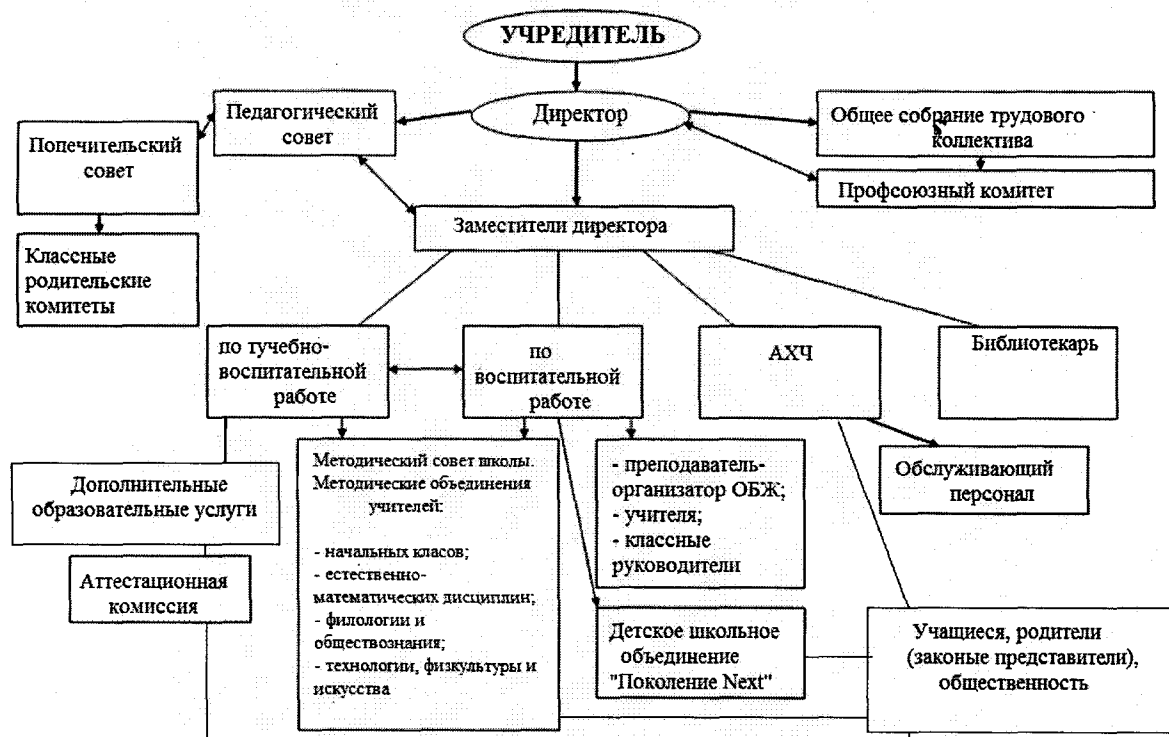 УЧРЕДИТЕЛЬ
Директор
Педагогический
совет
Попечительский
совет
Общее собрание трудового
коллектива
Профсоюзный комитет
Заместители директора
Классные
родительские
комитеты
по тучебно-
воспитательной
работе
по
воспитательной
работе
АХЧ
Библиотекарь
Дополнительные
образовательные услуги
Аттестационная
комиссия
Методический совет школы.
Методические объединения
учителей:
- начальных класов;
- естественно-
математических дисциплин;
- филологии и
обществознания;
- технологии, физкультуры и
искусства
- преподаватель-
организатор ОБЖ;
- учителя;
- классные
руководители
Обслуживающий
персонал
Детское школьное
объединение
"Поколение Next"
Учащиеся, родители
(законые представители),
общественность